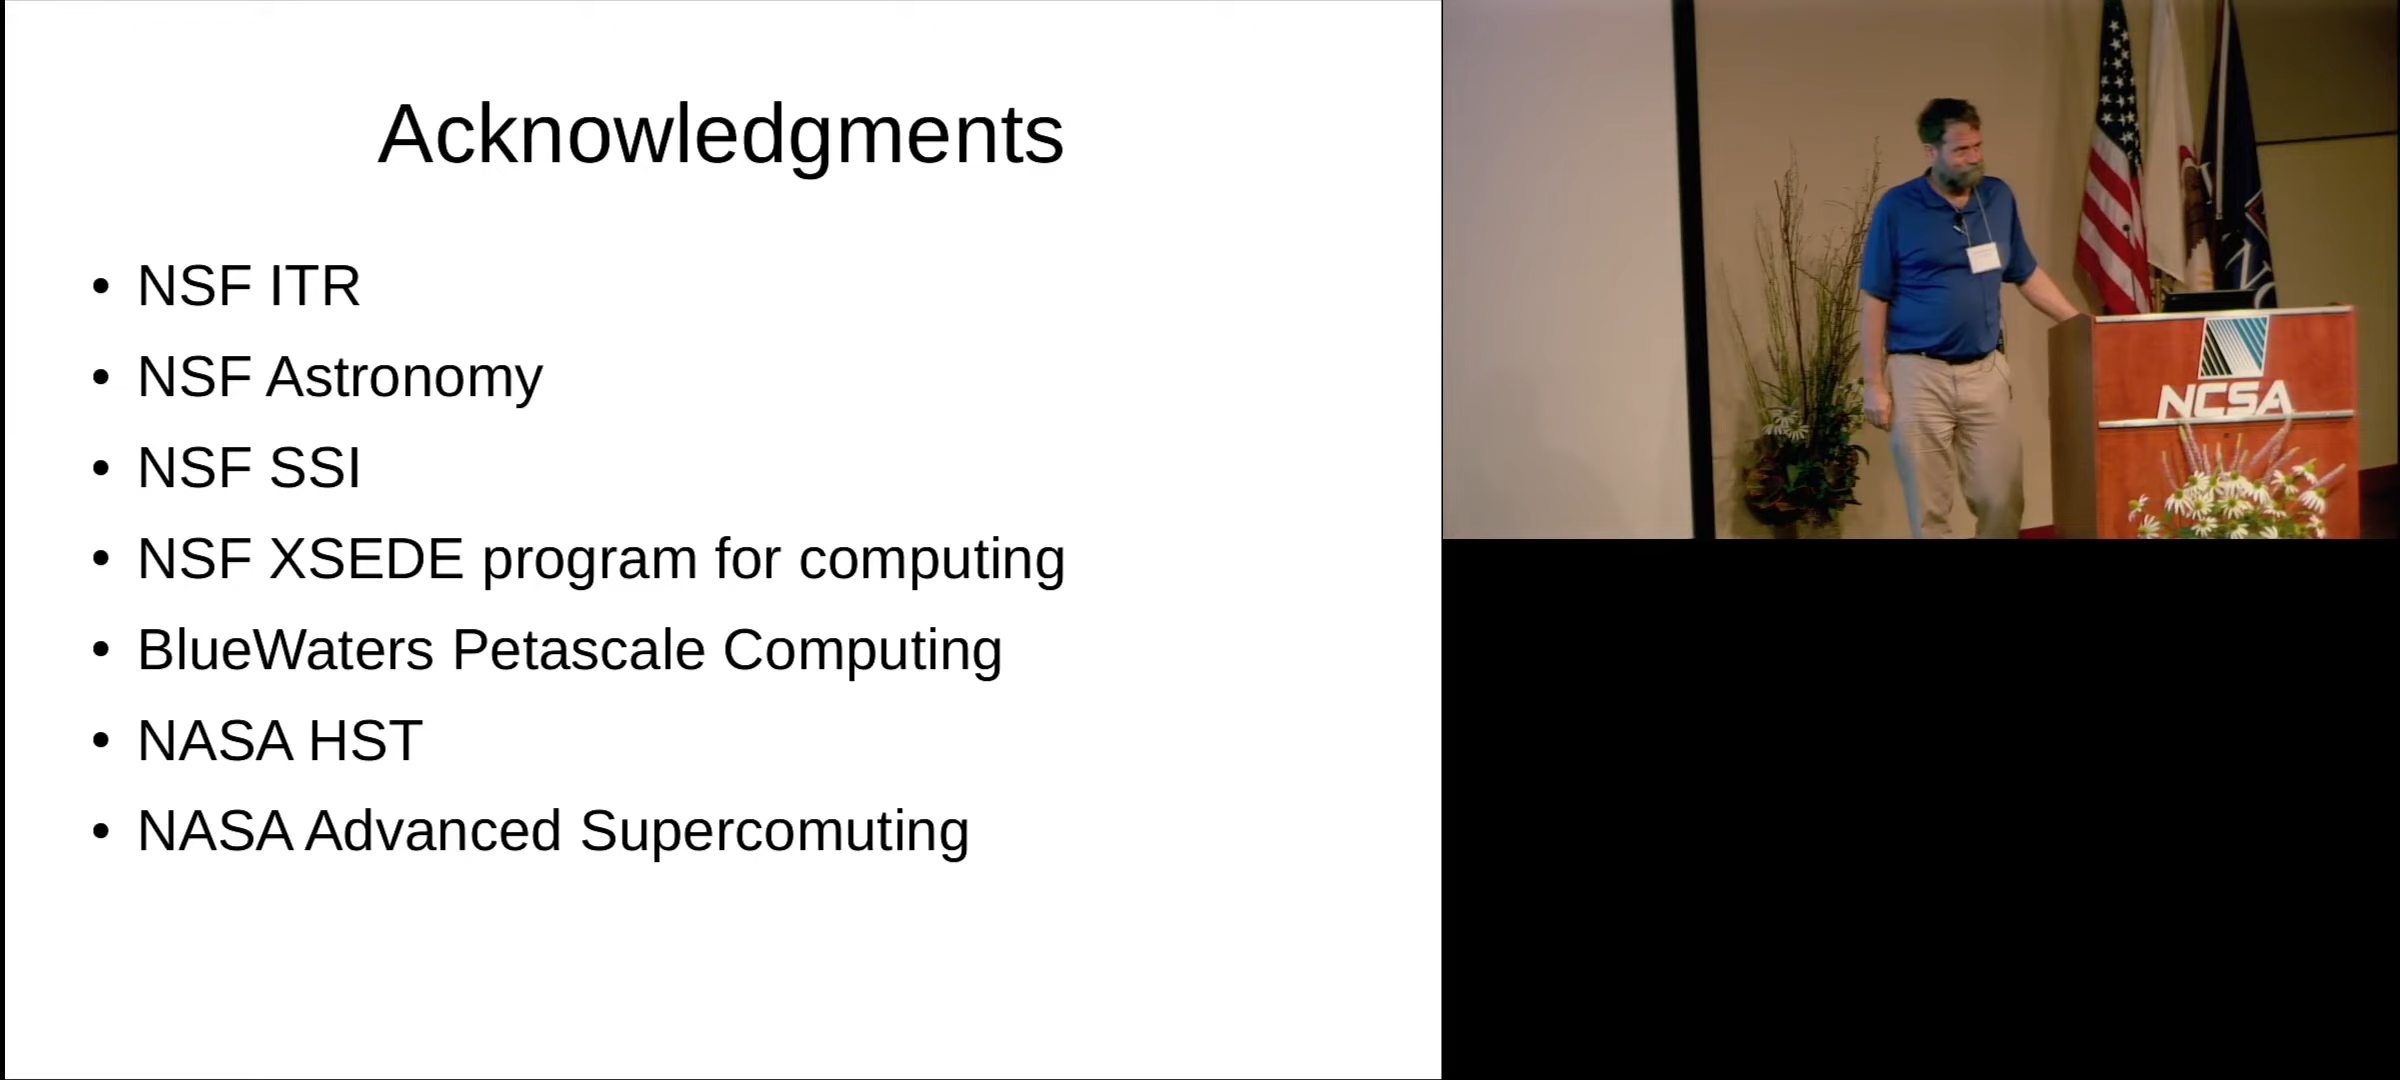 Acknowledgments
• NSF ITR
• NSF Astronomy
• NSF SSI
• NSF XSEDE program for computing
• BlueWaters Petascale Computing
• NASA HST
• NASA Advanced Supercomuting
NCSA